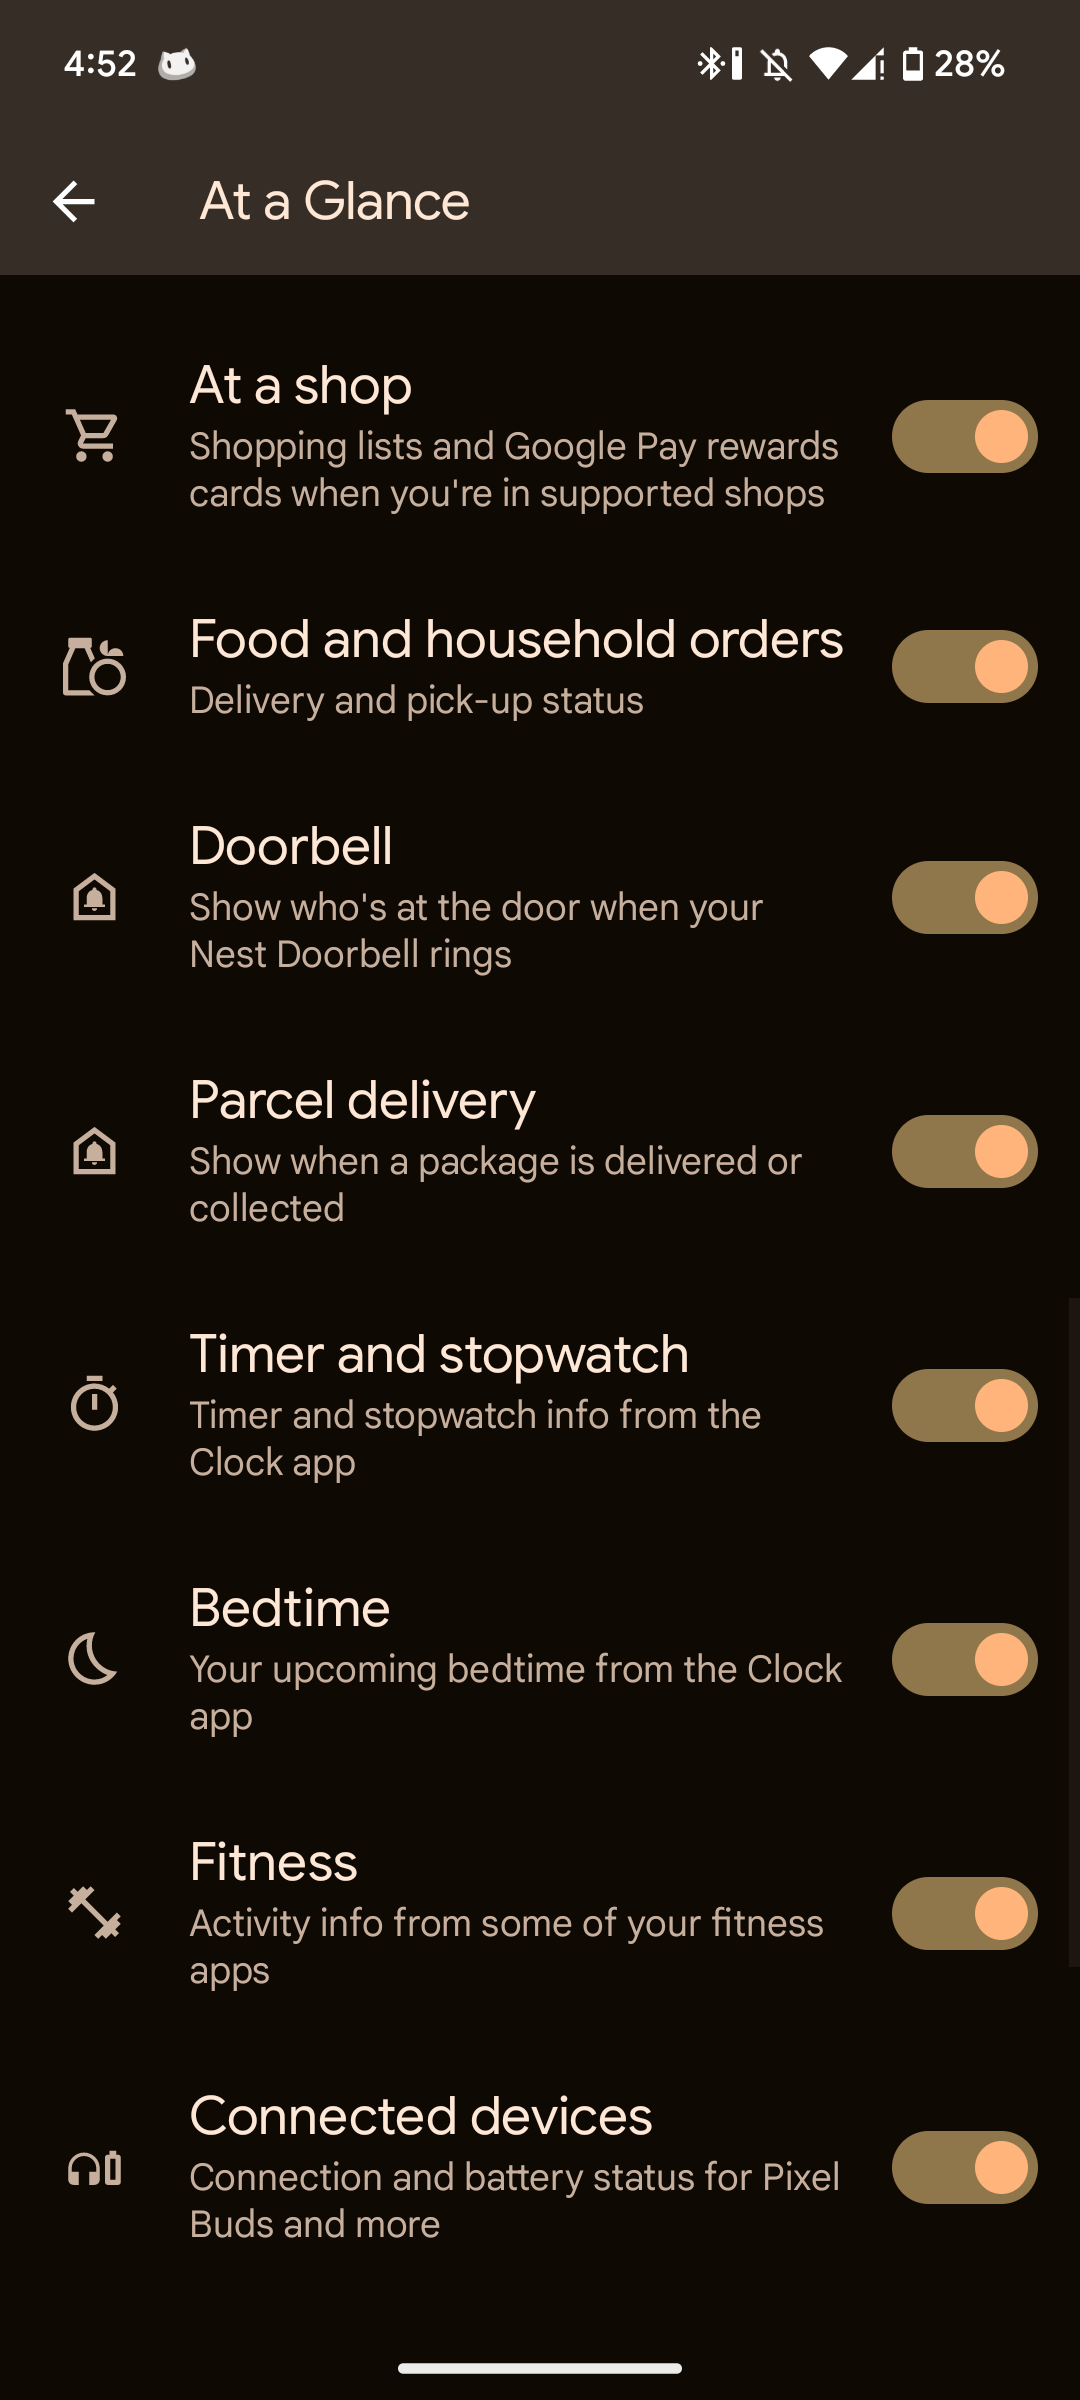 4:52
28%
At a Glance
At a shop
Shopping lists and Google Pay rewards
cards when you're in supported shops
Food and household orders
Delivery and pick-up status
Doorbell
Show who's at the door when your
Nest Doorbell rings
Parcel delivery
Show when a package is delivered or
collected
Timer and stopwatch
Timer and stopwatch info from the
Clock app
Bedtime
Your upcoming bedtime from the Clock
app
Fitness
Activity info from some of your fitness
apps
Connected devices
Connection and battery status for Pixel
Buds and more